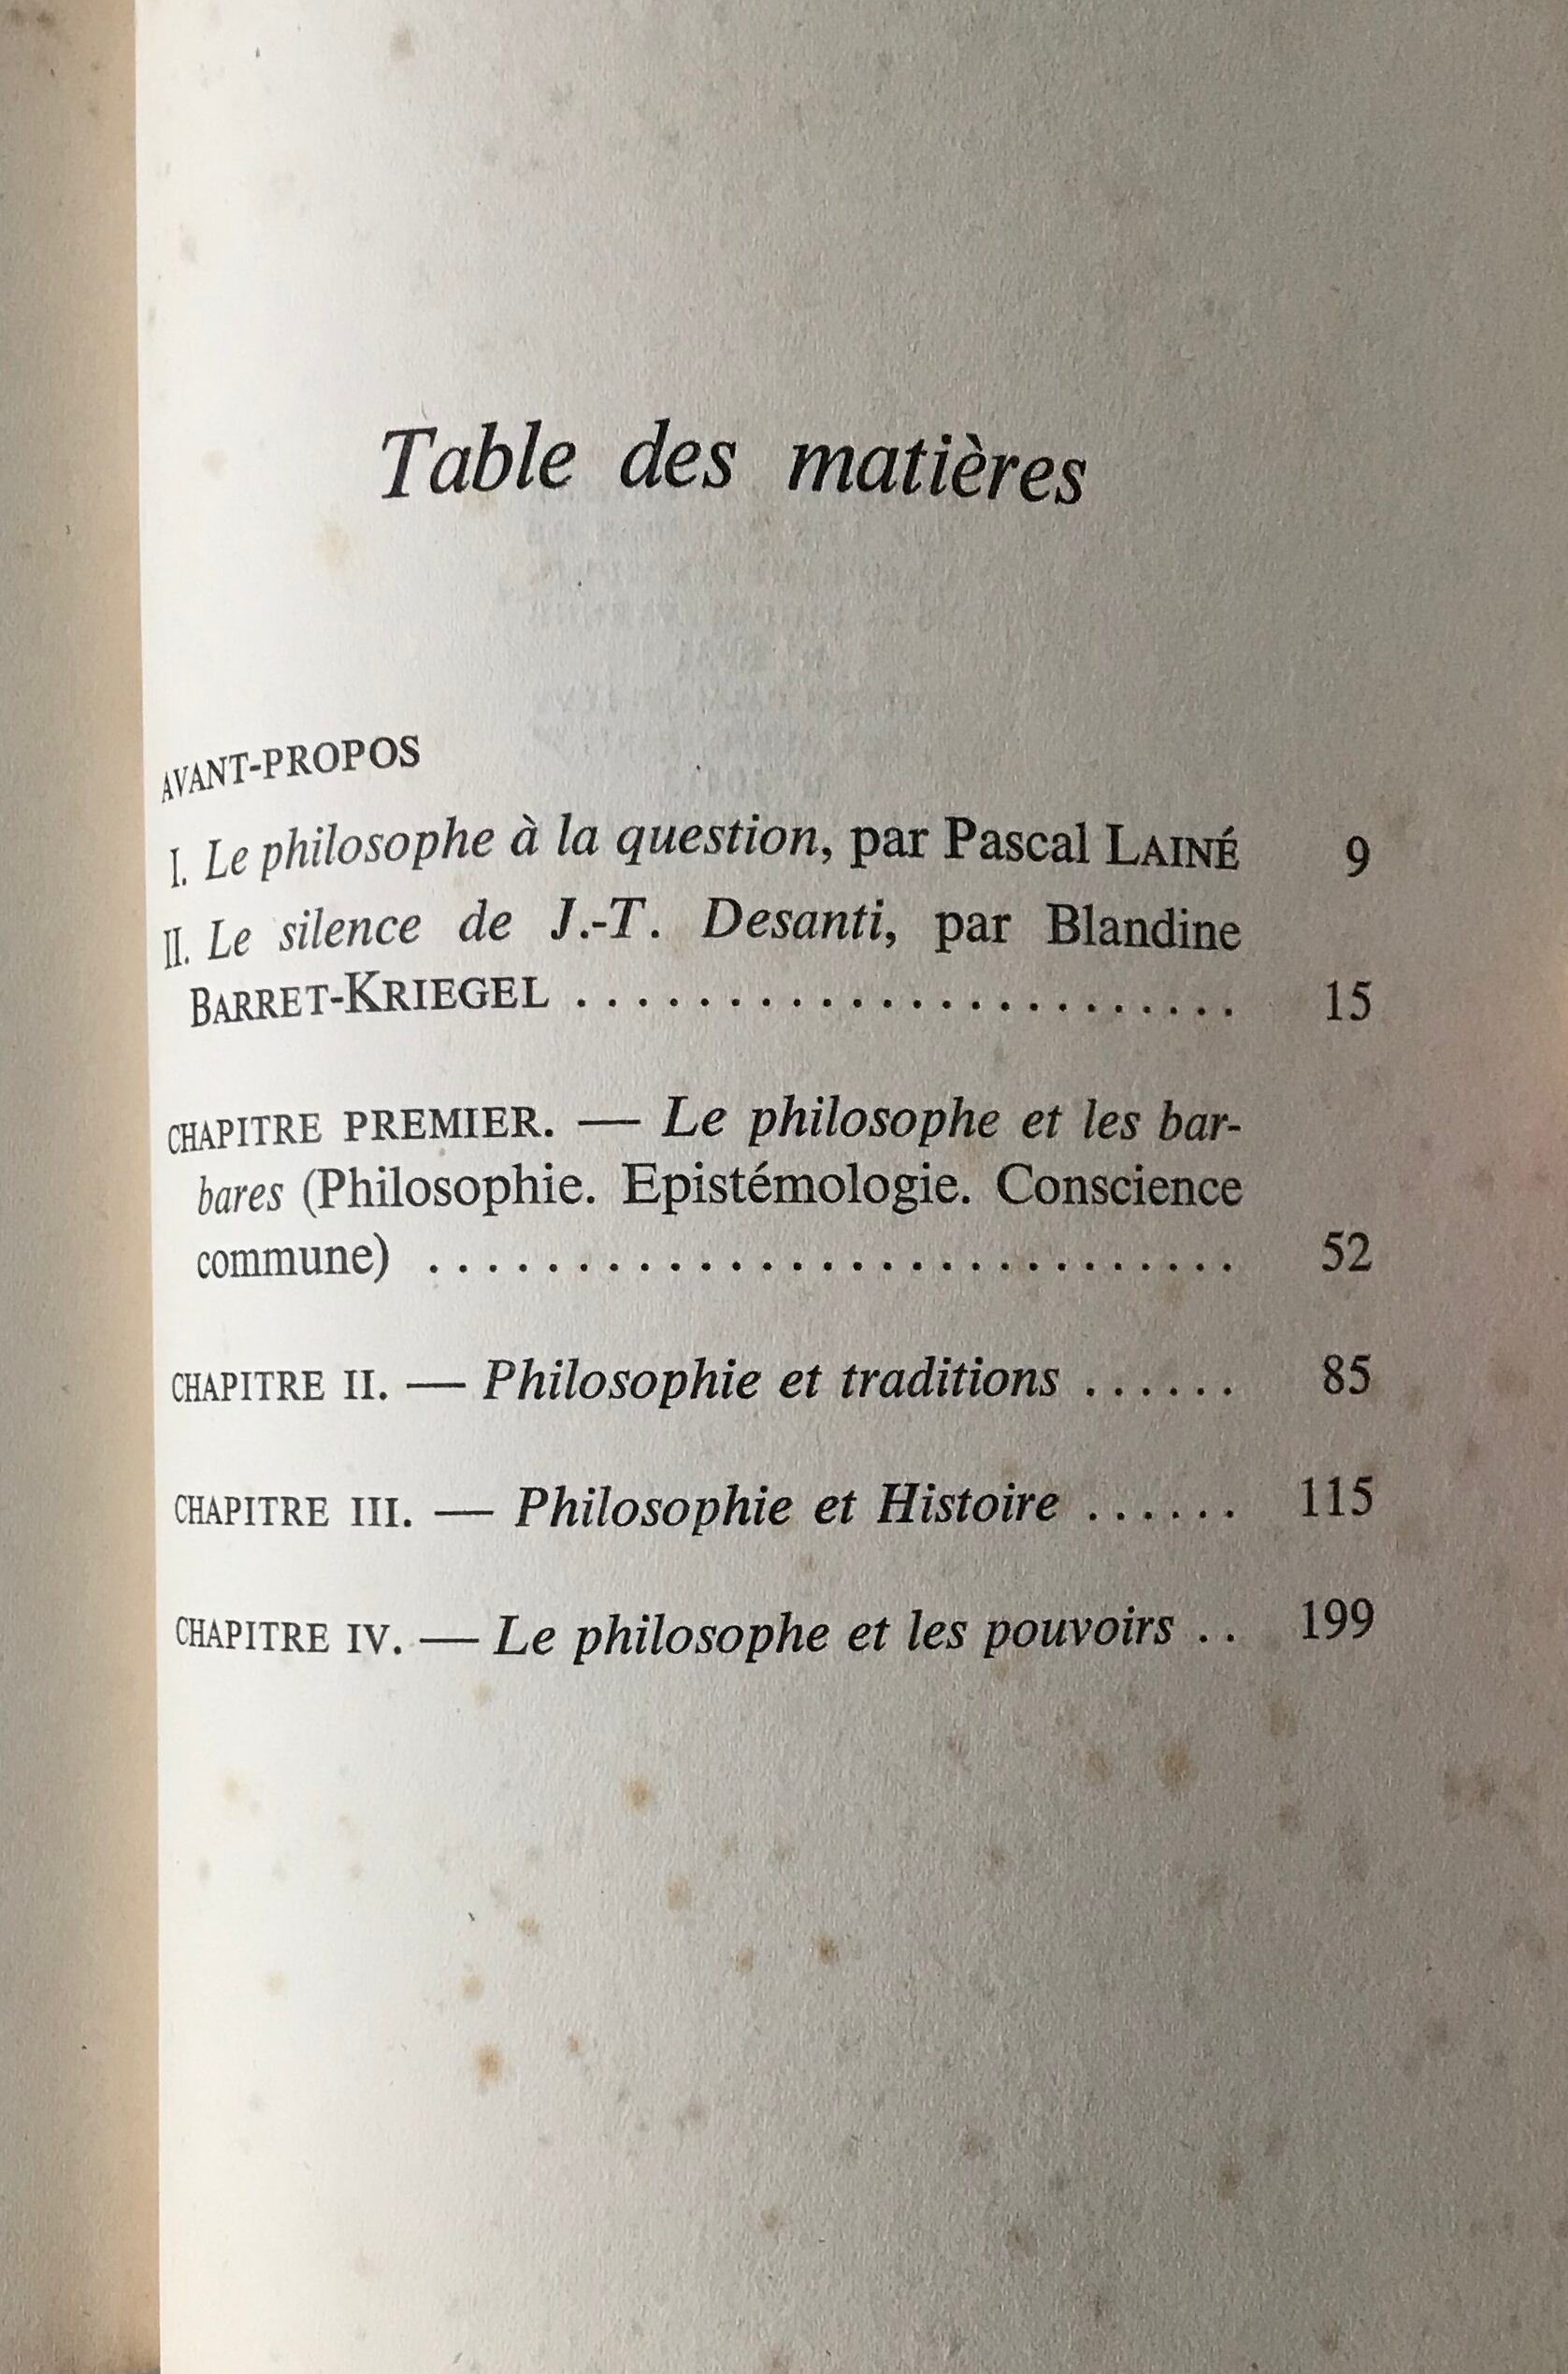 Table des matières
AVANT-PROPOS
I. Le philosophe à la question, par Pascal LAINÉ 9
II. Le silence de J.-T. Desanti, par Blandine
BARRET-KRIEGEL . . . . . . . . . . . . . . . . . . . . . . . 15
CHAPITRE PREMIER. — Le philosophe et les bar-
bares (Philosophie. Epistémologie. Conscience
commune) . . . . . . . . . . . . . . . . . . . . . . . . . . . . 52
CHAPITRE II. — Philosophie et traditions . . . . . . 85
CHAPITRE III. — Philosophie et Histoire . . . . . . 115
CHAPITRE IV. — Le philosophe et les pouvoirs . . 199